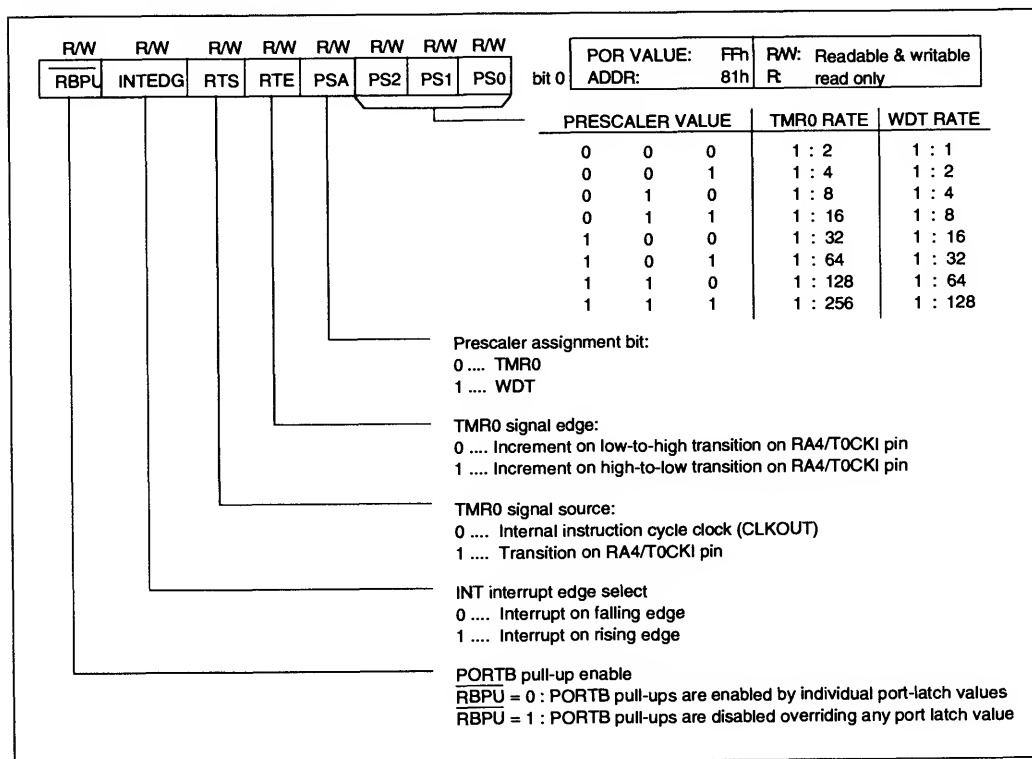 R/W R/W R/W R/W R/W R/W R/W R/W
RBPU INTEDG RTS RTE PSA PS2 PS1 PS0 bit 0
POR VALUE: FFh R/W: Readable & writable
ADDR: 81h R: read only
PRESCALER VALUE TMR0 RATE WDT RATE
0 0 0 1 : 2 1 : 1
0 0 1 1 : 4 1 : 2
0 1 0 1 : 8 1 : 4
0 1 1 1 : 16 1 : 8
1 0 0 1 : 32 1 : 16
1 0 1 1 : 64 1 : 32
1 1 0 1 : 128 1 : 64
1 1 1 1 : 256 1 : 128
Prescaler assignment bit:
0 .... TMR0
1 .... WDT
TMR0 signal edge:
0 .... Increment on low-to-high transition on RA4/T0CKI pin
1 .... Increment on high-to-low transition on RA4/T0CKI pin
TMR0 signal source:
0 .... Internal instruction cycle clock (CLKOUT)
1 .... Transition on RA4/T0CKI pin
INT interrupt edge select
0 .... Interrupt on falling edge
1 .... Interrupt on rising edge
PORTB pull-up enable
RBPU = 0 : PORTB pull-ups are enabled by individual port-latch values
RBPU = 1 : PORTB pull-ups are disabled overriding any port latch value